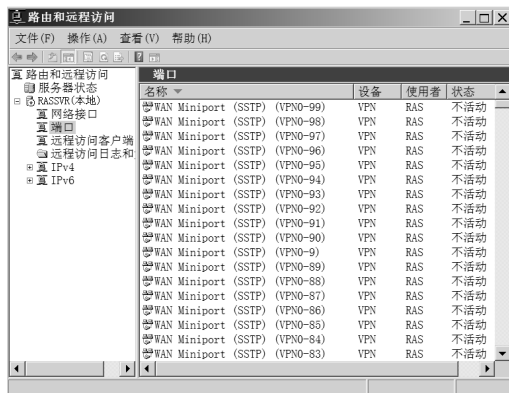 路由和远程访问
文件(F) 操作(A) 查看(V) 帮助(H)
路由和远程访问
服务器状态
RASSVR(本地)
网络接口
端口
远程访问客户端
远程访问日志和
IPv4
IPv6
端口
名称 设备 使用者 状态
WAN Miniport (SSTP) (VPN0-99) VPN RAS 不活动
WAN Miniport (SSTP) (VPN0-98) VPN RAS 不活动
WAN Miniport (SSTP) (VPN0-97) VPN RAS 不活动
WAN Miniport (SSTP) (VPN0-96) VPN RAS 不活动
WAN Miniport (SSTP) (VPN0-95) VPN RAS 不活动
WAN Miniport (SSTP) (VPN0-94) VPN RAS 不活动
WAN Miniport (SSTP) (VPN0-93) VPN RAS 不活动
WAN Miniport (SSTP) (VPN0-92) VPN RAS 不活动
WAN Miniport (SSTP) (VPN0-91) VPN RAS 不活动
WAN Miniport (SSTP) (VPN0-90) VPN RAS 不活动
WAN Miniport (SSTP) (VPN0-9) VPN RAS 不活动
WAN Miniport (SSTP) (VPN0-89) VPN RAS 不活动
WAN Miniport (SSTP) (VPN0-88) VPN RAS 不活动
WAN Miniport (SSTP) (VPN0-87) VPN RAS 不活动
WAN Miniport (SSTP) (VPN0-86) VPN RAS 不活动
WAN Miniport (SSTP) (VPN0-85) VPN RAS 不活动
WAN Miniport (SSTP) (VPN0-84) VPN RAS 不活动
WAN Miniport (SSTP) (VPN0-83) VPN RAS 不活动